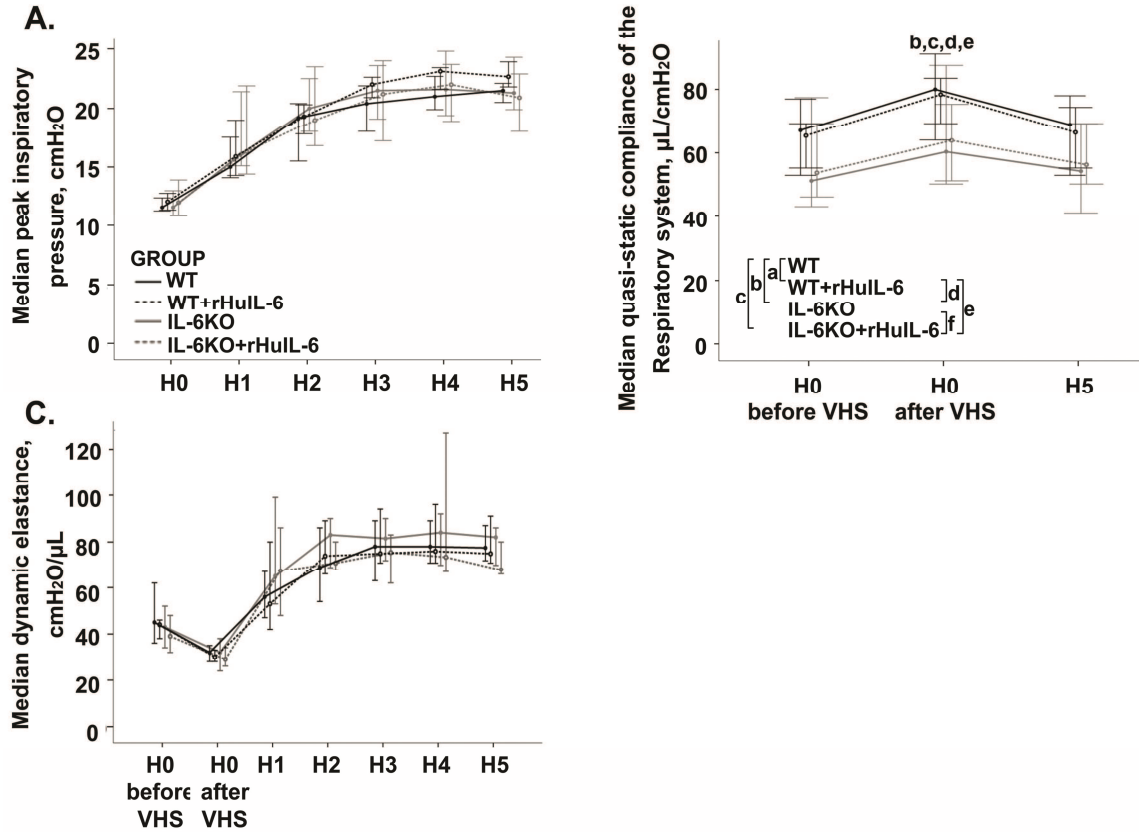 A.
Median peak inspiratory
pressure, cmH2O
25
20
15
10
5
0
GROUP
WT
WT+rHuIL-6
IL-6KO
IL-6KO+rHuIL-6
H0
H1
H2
H3
H4
H5
Median quasi-static compliance of the
Respiratory system, µL/cmH2O
80
60
40
20
0
b,c,d,e
c
b
a
WT
WT+rHuIL-6
IL-6KO
IL-6KO+rHuIL-6
d
e
f
H0
before VHS
H0
after VHS
H5
C.
Median dynamic elastance,
cmH2O/µL
120
100
80
60
40
20
0
H0
before
VHS
H0
after
VHS
H1
H2
H3
H4
H5